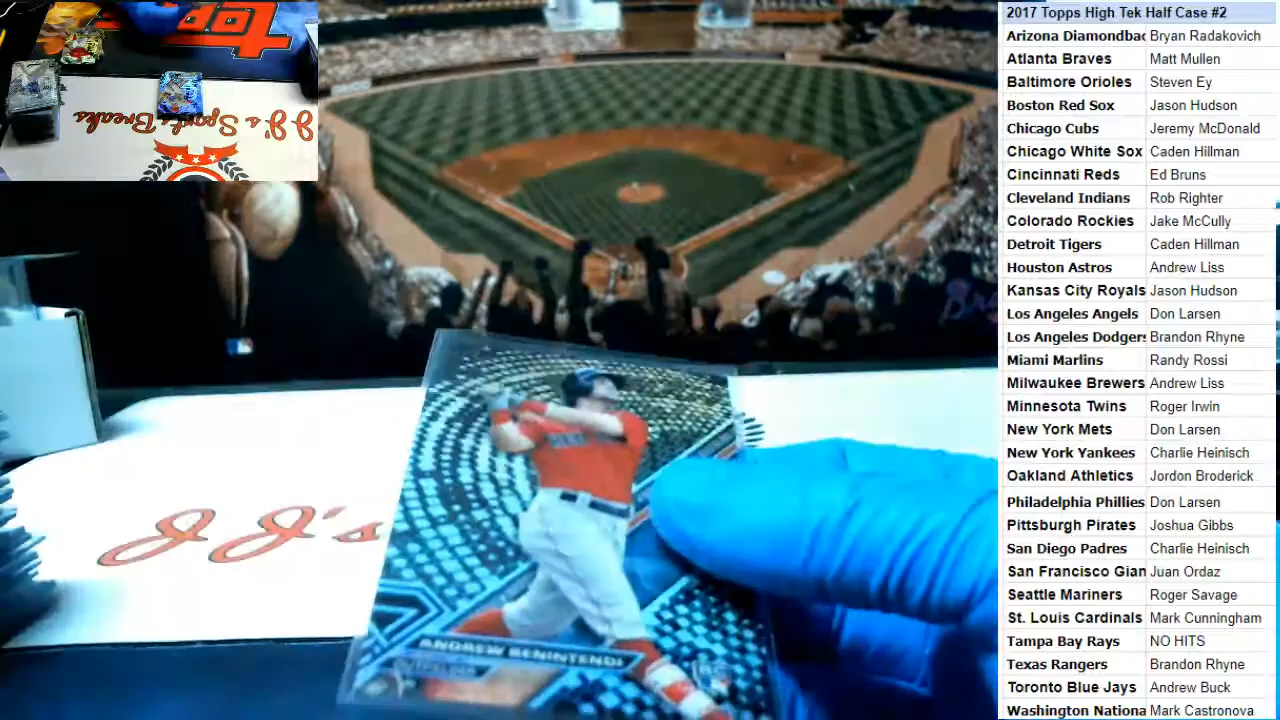 2017 Topps High Tek Half Case #2
Arizona Diamondbac Bryan Radakovich
Atlanta Braves Matt Mullen
Baltimore Orioles Steven Ey
Boston Red Sox Jason Hudson
Chicago Cubs Jeremy McDonald
Chicago White Sox Caden Hillman
Cincinnati Reds Ed Bruns
Cleveland Indians Rob Righter
Colorado Rockies Jake McCully
Detroit Tigers Caden Hillman
Houston Astros Andrew Liss
Kansas City Royals Jason Hudson
Los Angeles Angels Don Larsen
Los Angeles Dodgers Brandon Rhyne
Miami Marlins Randy Rossi
Milwaukee Brewers Andrew Liss
Minnesota Twins Roger Irwin
New York Mets Don Larsen
New York Yankees Charlie Heinisch
Oakland Athletics Jordon Broderick
Philadelphia Phillies Don Larsen
Pittsburgh Pirates Joshua Gibbs
San Diego Padres Charlie Heinisch
San Francisco Gian Juan Ordaz
Seattle Mariners Roger Savage
St. Louis Cardinals Mark Cunningham
Tampa Bay Rays NO HITS
Texas Rangers Brandon Rhyne
Toronto Blue Jays Andrew Buck
Washington Nationa Mark Castronova
JJ's Sports Breaks
JJ's
ANDREW BENINTENDI
RC